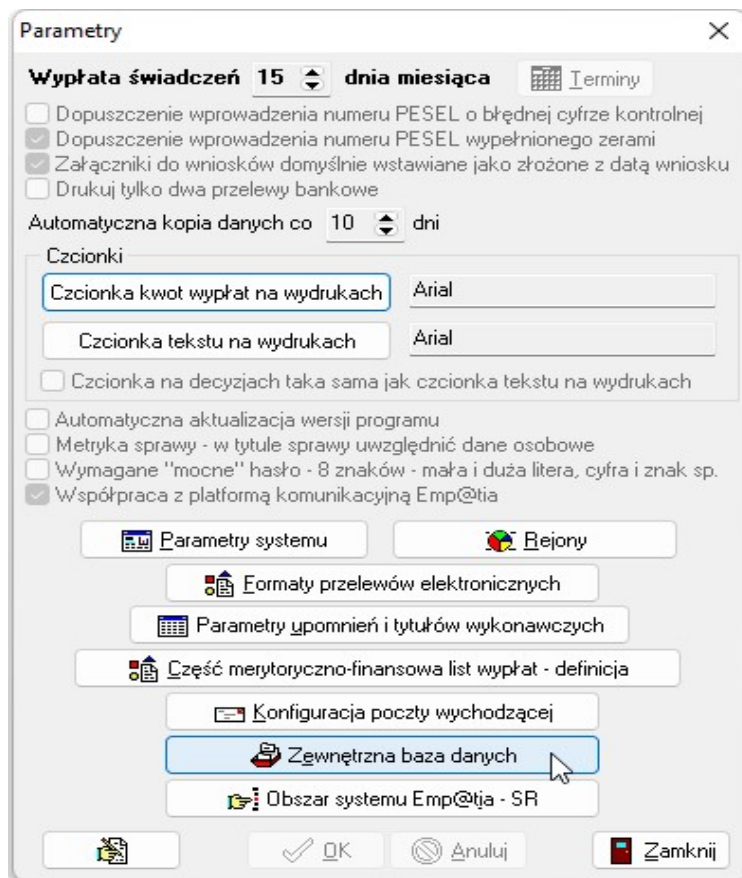 Parametry
Wypłata świadczeń 15 dnia miesiąca Terminy
Dopuszczenie wprowadzenia numeru PESEL o błędnej cyfrze kontrolnej
Dopuszczenie wprowadzenia numeru PESEL wypełnionego zerami
Załączniki do wniosków domyślnie wstawiane jako złożone z datą wniosku
Drukuj tylko dwa przelewy bankowe
Automatyczna kopia danych co 10 dni
Czcionki
Czcionka kwot wypłat na wydrukach Arial
Czcionka tekstu na wydrukach Arial
Czcionka na decyzjach taka sama jak czcionka tekstu na wydrukach
Automatyczna aktualizacja wersji programu
Metryka sprawy - w tytule sprawy uwzględnić dane osobowe
Wymagane "mocne" hasło - 8 znaków - mała i duża litera, cyfra i znak sp.
Współpraca z platformą komunikacyjną Emp@tia
Parametry systemu Rejony
Formaty przelewów elektronicznych
Parametry upomnień i tytułów wykonawczych
Część merytoryczno-finansowa list wypłat - definicja
Konfiguracja poczty wychodzącej
Zewnętrzna baza danych
Obszar systemu Emp@tia - SR
OK Anuluj Zamknij